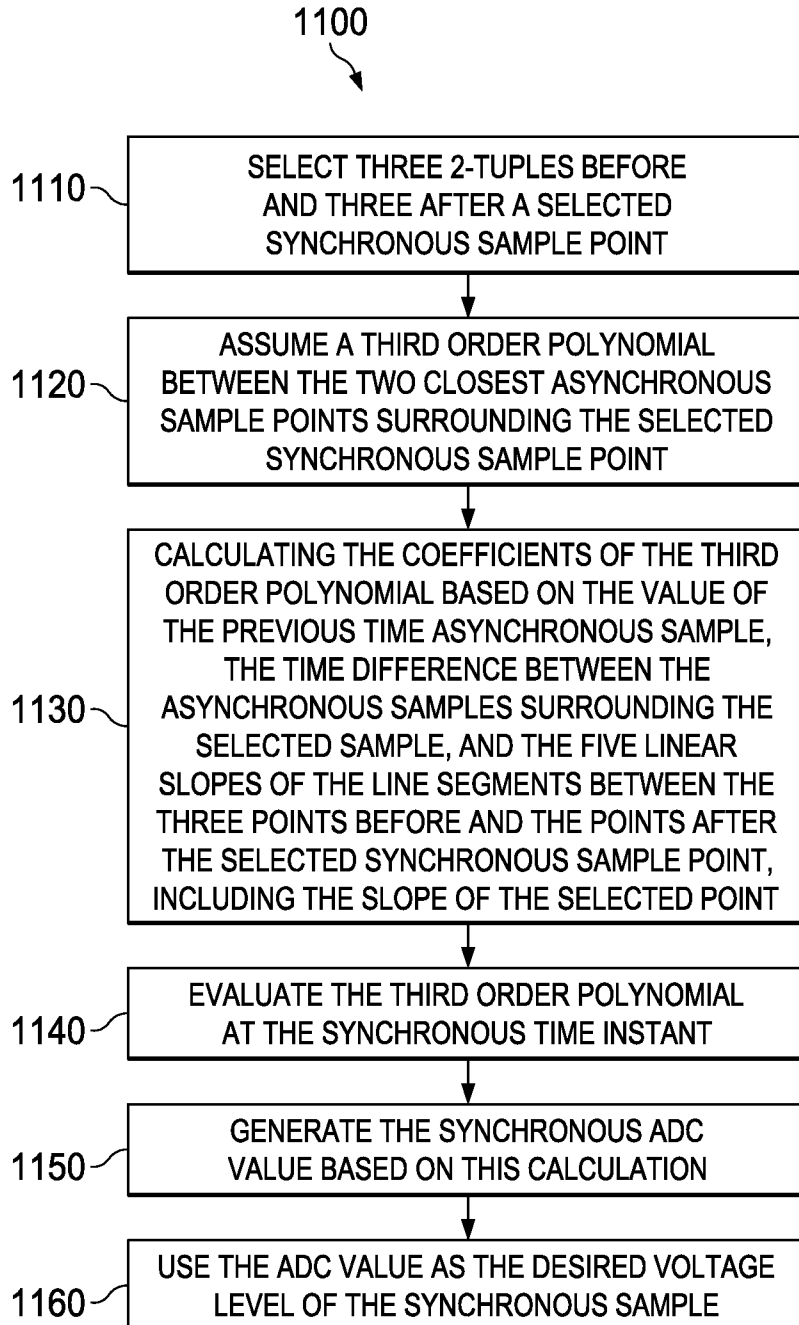 1100
1110
SELECT THREE 2-TUPLES BEFORE
AND THREE AFTER A SELECTED
SYNCHRONOUS SAMPLE POINT
1120
ASSUME A THIRD ORDER POLYNOMIAL
BETWEEN THE TWO CLOSEST ASYNCHRONOUS
SAMPLE POINTS SURROUNDING THE SELECTED
SYNCHRONOUS SAMPLE POINT
1130
CALCULATING THE COEFFICIENTS OF THE THIRD
ORDER POLYNOMIAL BASED ON THE VALUE OF
THE PREVIOUS TIME ASYNCHRONOUS SAMPLE,
THE TIME DIFFERENCE BETWEEN THE
ASYNCHRONOUS SAMPLES SURROUNDING THE
SELECTED SAMPLE, AND THE FIVE LINEAR
SLOPES OF THE LINE SEGMENTS BETWEEN THE
THREE POINTS BEFORE AND THE POINTS AFTER
THE SELECTED SYNCHRONOUS SAMPLE POINT,
INCLUDING THE SLOPE OF THE SELECTED POINT
1140
EVALUATE THE THIRD ORDER POLYNOMIAL
AT THE SYNCHRONOUS TIME INSTANT
1150
GENERATE THE SYNCHRONOUS ADC
VALUE BASED ON THIS CALCULATION
1160
USE THE ADC VALUE AS THE DESIRED VOLTAGE
LEVEL OF THE SYNCHRONOUS SAMPLE